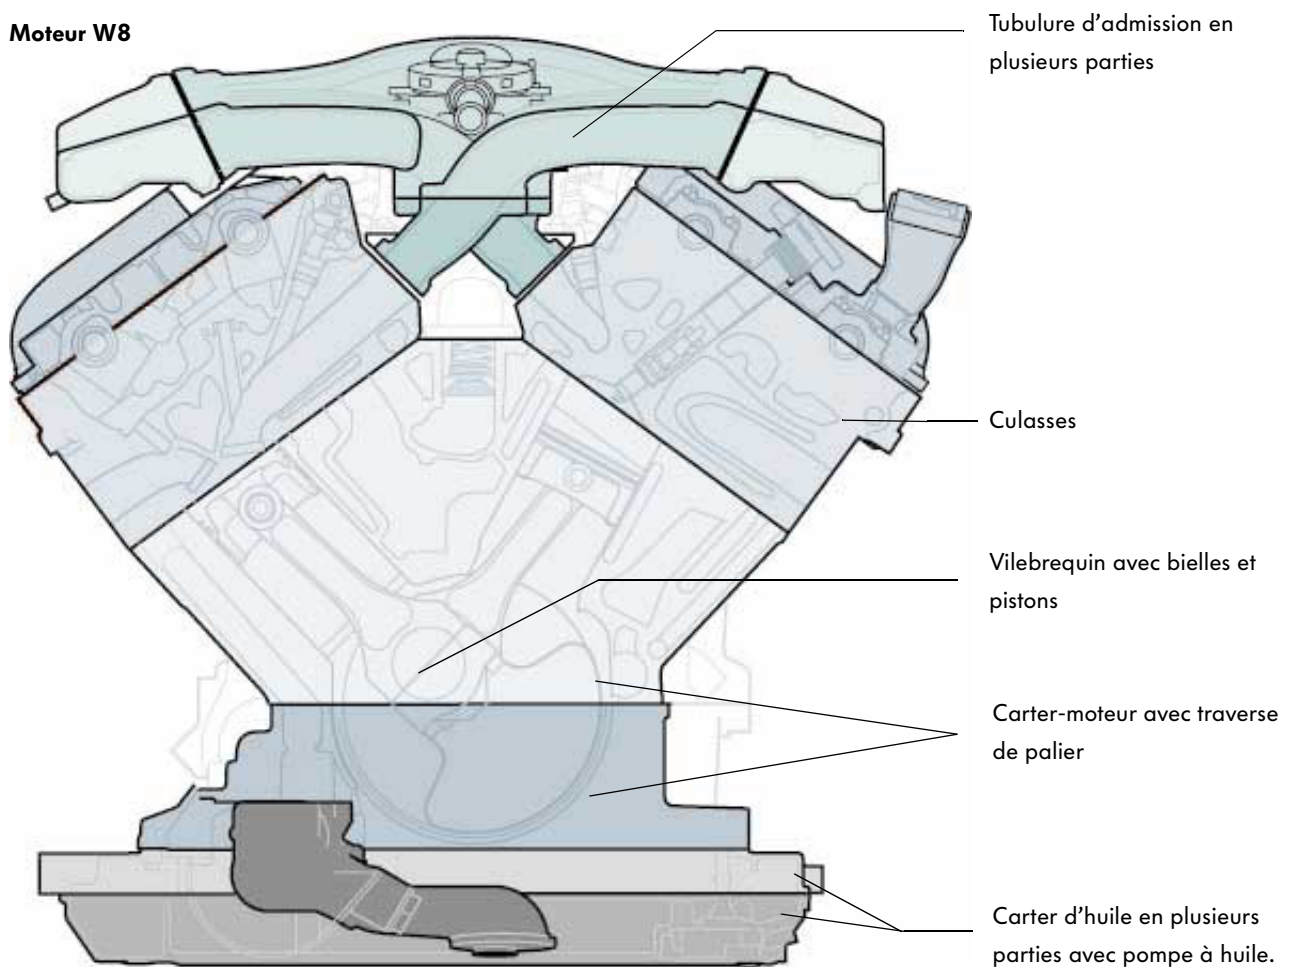 Moteur W8
Tubulure d’admission en
plusieurs parties
Culasses
Vilebrequin avec bielles et
pistons
Carter-moteur avec traverse
de palier
Carter d’huile en plusieurs
parties avec pompe à huile.